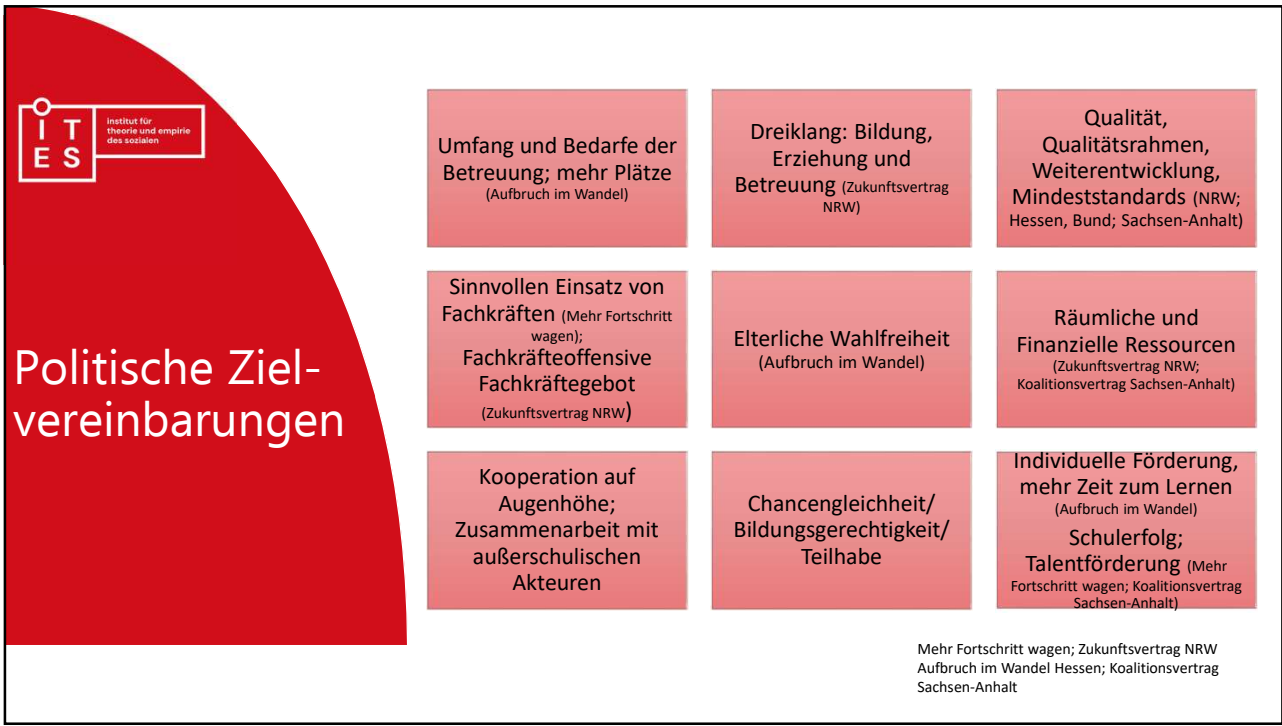 iT
ES
institut für
theorie und empirie
des sozialen
Politische Ziel-
vereinbarungen
Umfang und Bedarfe der
Betreuung; mehr Plätze
(Aufbruch im Wandel)
Dreiklang: Bildung,
Erziehung und
Betreuung (Zukunftsvertrag
NRW)
Qualität,
Qualitätsrahmen,
Weiterentwicklung,
Mindeststandards (NRW;
Hessen, Bund; Sachsen-Anhalt)
Sinnvollen Einsatz von
Fachkräften (Mehr Fortschritt
wagen);
Fachkräfteoffensive
Fachkräftegebot
(Zukunftsvertrag NRW)
Elterliche Wahlfreiheit
(Aufbruch im Wandel)
Räumliche und
Finanzielle Ressourcen
(Zukunftsvertrag NRW;
Koalitionsvertrag Sachsen-Anhalt)
Kooperation auf
Augenhöhe;
Zusammenarbeit mit
außerschulischen
Akteuren
Chancengleichheit/
Bildungsgerechtigkeit/
Teilhabe
Individuelle Förderung,
mehr Zeit zum Lernen
(Aufbruch im Wandel)
Schulerfolg;
Talentförderung (Mehr
Fortschritt wagen; Koalitionsvertrag
Sachsen-Anhalt)
Mehr Fortschritt wagen; Zukunftsvertrag NRW
Aufbruch im Wandel Hessen; Koalitionsvertrag
Sachsen-Anhalt